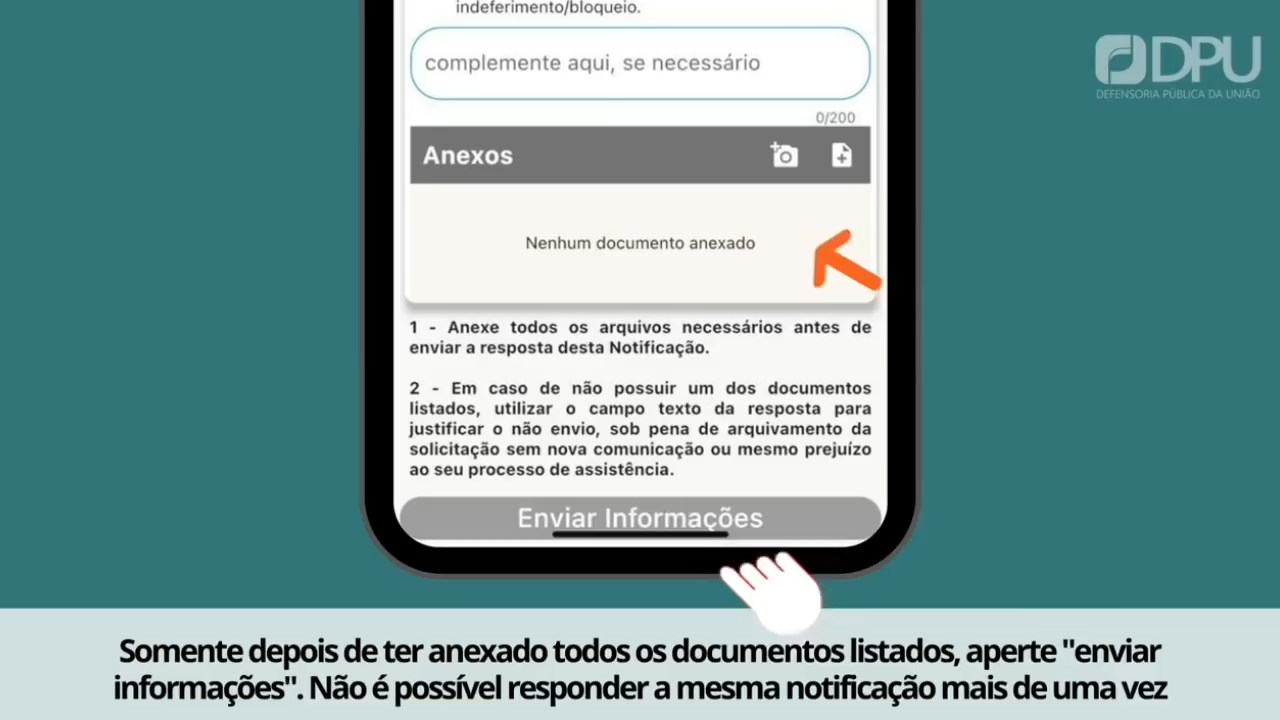 indeferimento/bloqueio.
complemente aqui, se necessário
0/200
Anexos
Nenhum documento anexado
1 - Anexe todos os arquivos necessários antes de
enviar a resposta desta Notificação.
2 - Em caso de não possuir um dos documentos
listados, utilizar o campo texto da resposta para
justificar o não envio, sob pena de arquivamento da
solicitação sem nova comunicação ou mesmo prejuízo
ao seu processo de assistência.
Enviar Informações
DPU
DEFENSORIA PÚBLICA DA UNIÃO
Somente depois de ter anexado todos os documentos listados, aperte "enviar
informações". Não é possível responder a mesma notificação mais de uma vez